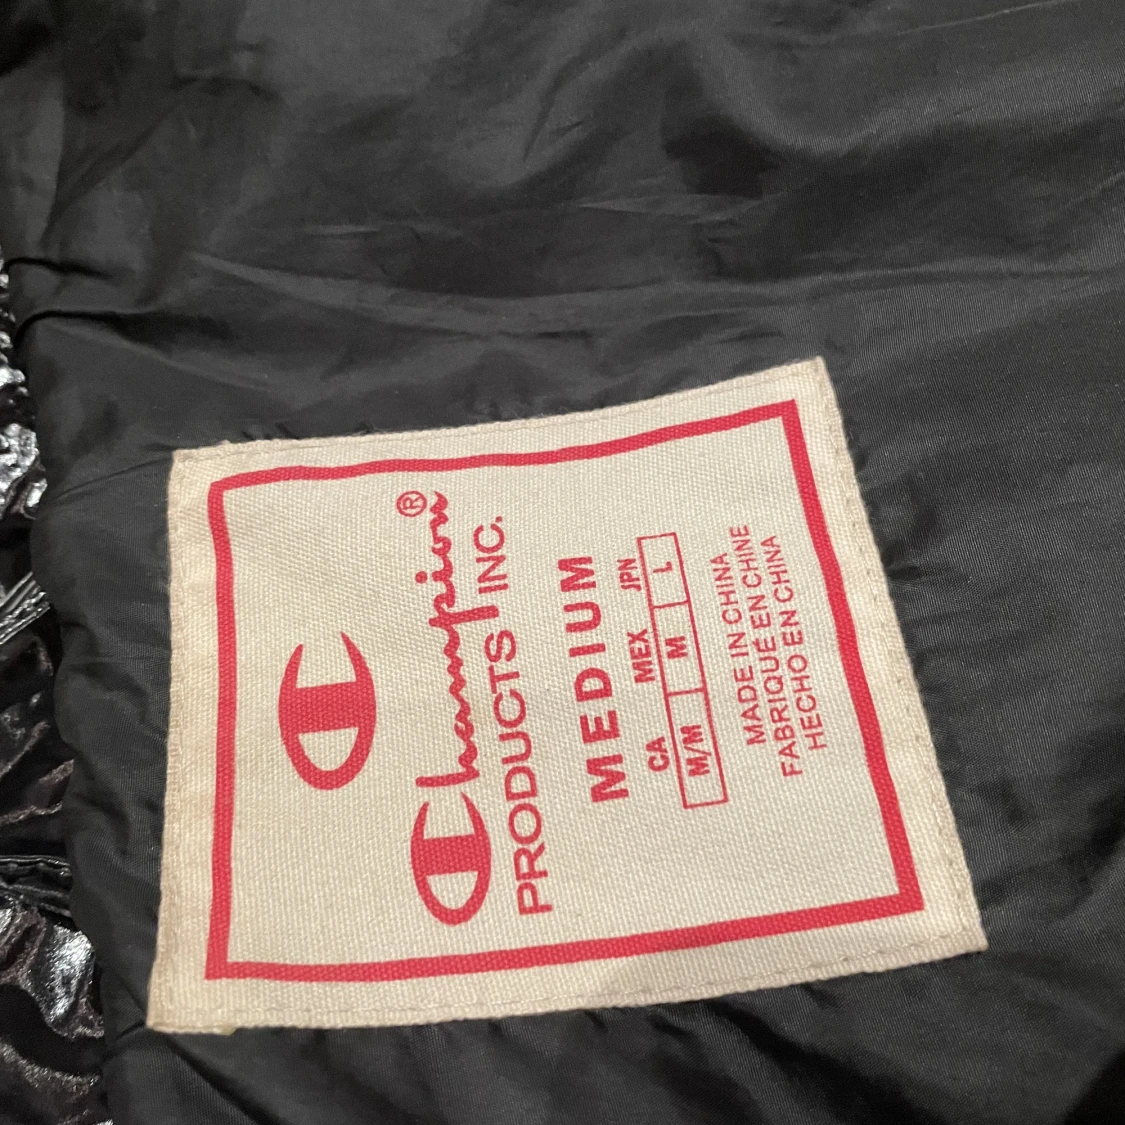 C
Champion®
PRODUCTS INC.
MEDIUM
CA MEX JPN
M/M M L
MADE IN CHINA
FABRIQUÉ EN CHINE
HECHO EN CHINA